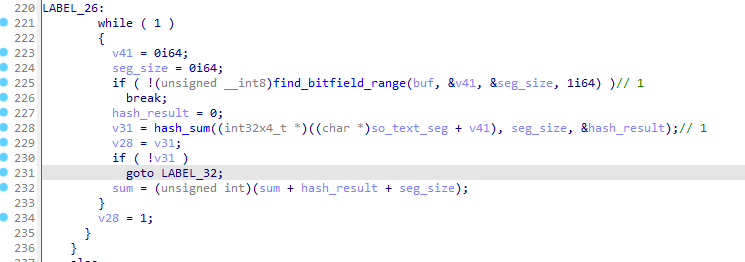 220 LABEL_26:
221 while ( 1 )
222 {
223 v41 = 0i64;
224 seg_size = 0i64;
225 if ( !(unsigned __int8)find_bitfield_range(buf, &v41, &seg_size, 1i64) )// 1
226 break;
227 hash_result = 0;
228 v31 = hash_sum((int32x4_t *)((char *)so_text_seg + v41), seg_size, &hash_result);// 1
229 v28 = v31;
230 if ( !v31 )
231 goto LABEL_32;
232 sum = (unsigned int)(sum + hash_result + seg_size);
233 }
234 v28 = 1;
235 }
236 }